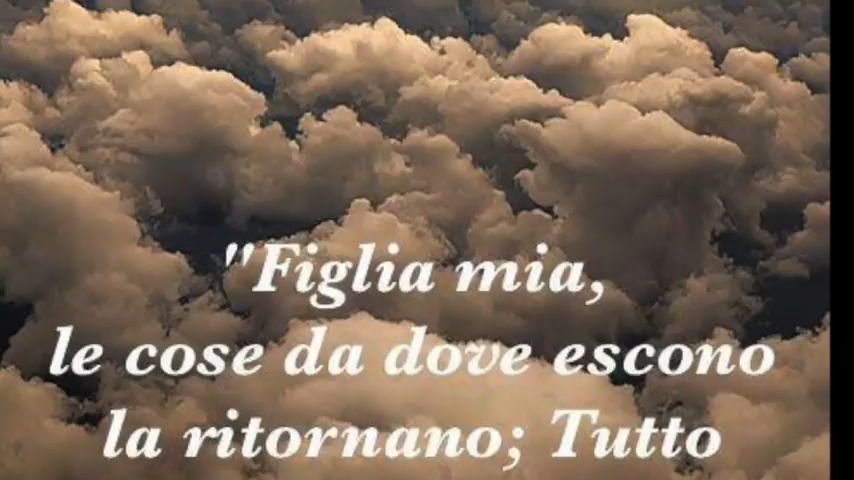 "Figlia mia,
le cose da dove escono
la ritornano; Tutto